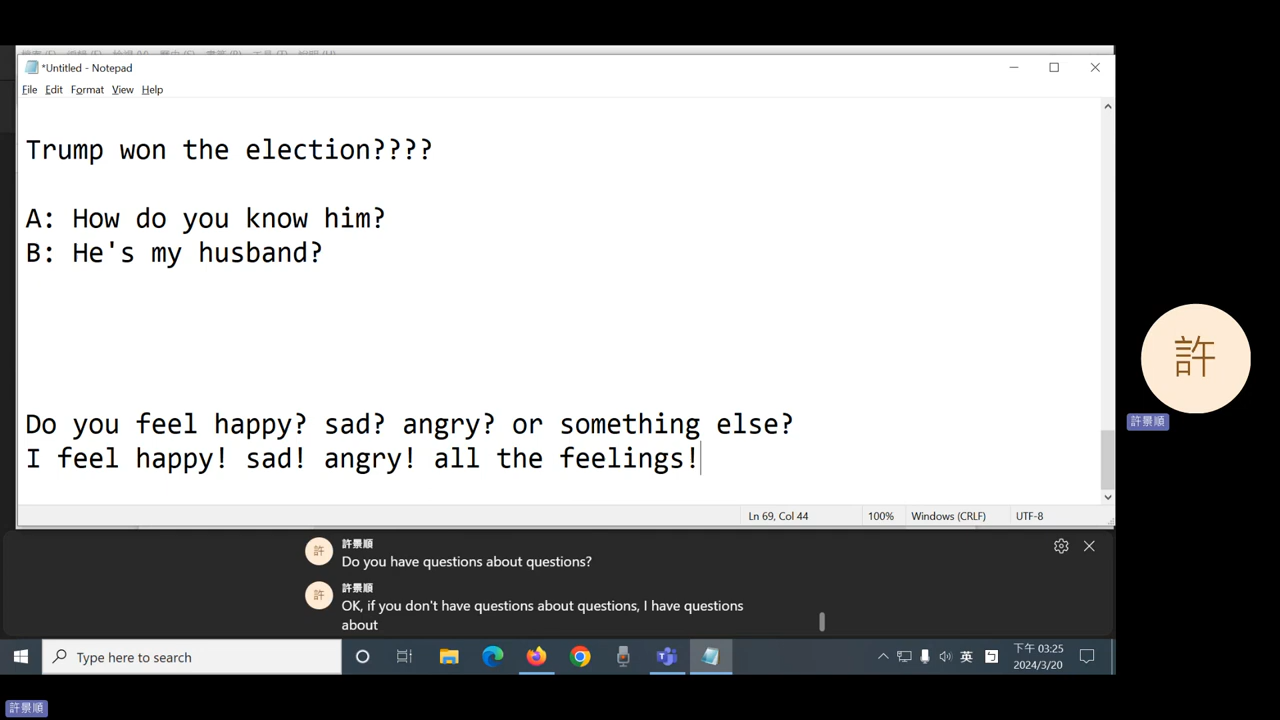 *Untitled - Notepad
File Edit Format View Help
Trump won the election????
A: How do you know him?
B: He's my husband?
Do you feel happy? sad? angry? or something else?
I feel happy! sad! angry! all the feelings!
Ln 69, Col 44
100%
Windows (CRLF)
UTF-8
許
許景順
許
許景順
Do you have questions about questions?
許
許景順
OK, if you don't have questions about questions, I have questions
about
Type here to search
英
下午 03:25
2024/3/20
許景順